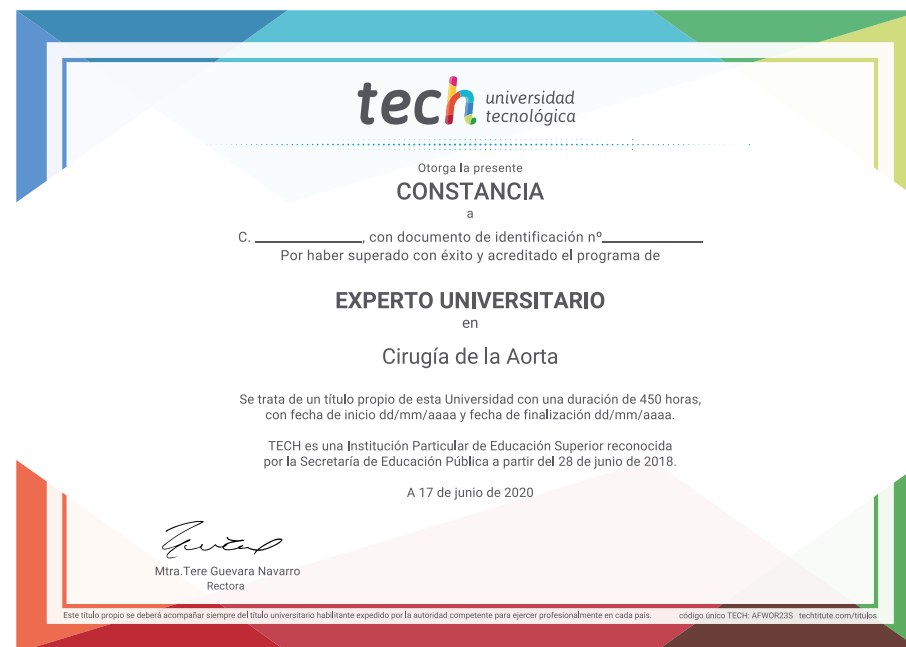 tech universidad
tecnológica
Otorga la presente
CONSTANCIA
a
C. ____________, con documento de identificación nº____________
Por haber superado con éxito y acreditado el programa de
EXPERTO UNIVERSITARIO
en
Cirugía de la Aorta
Se trata de un título propio de esta Universidad con una duración de 450 horas,
con fecha de inicio dd/mm/aaaa y fecha de finalización dd/mm/aaaa.
TECH es una Institución Particular de Educación Superior reconocida
por la Secretaría de Educación Pública a partir del 28 de junio de 2018.
A 17 de junio de 2020
Mtra.Tere Guevara Navarro
Rectora
Este título propio se deberá acompañar siempre del título universitario habilitante expedido por la autoridad competente para ejercer profesionalmente en cada país. código único TECH: AFWOR23S techtitute.com/titulos